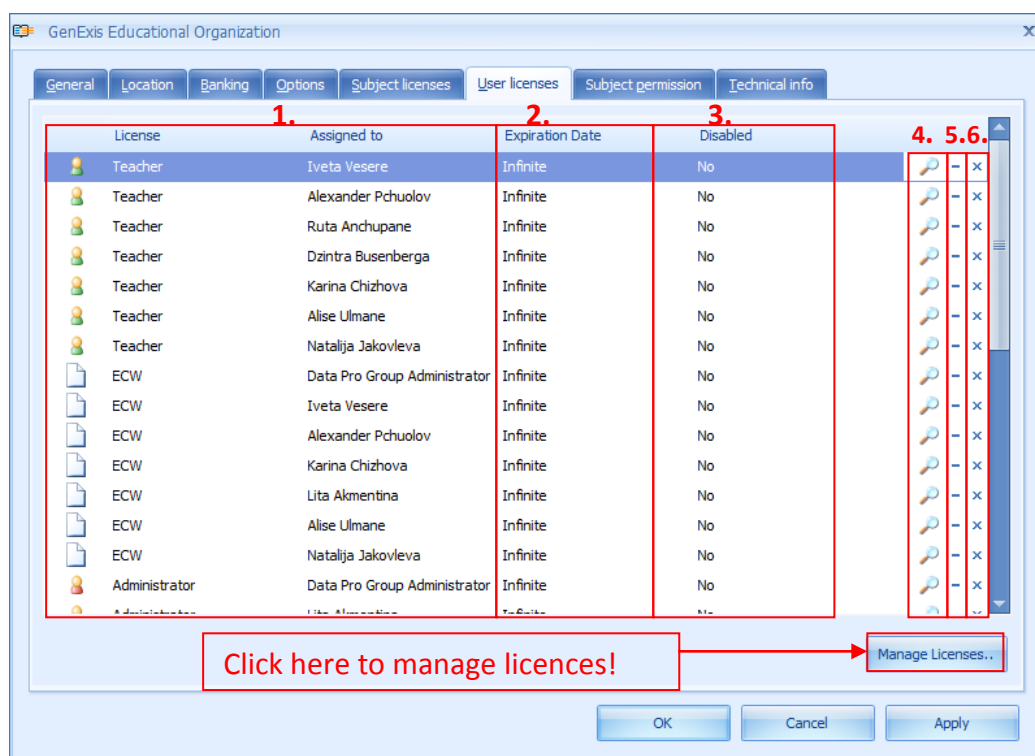 GenExis Educational Organization x
General Location Banking Options Subject licenses User licenses Subject permission Technical info
1. 2. 3. 4. 5. 6.
License Assigned to Expiration Date Disabled
Teacher Iveta Vesere Infinite No
Teacher Alexander Pchuolov Infinite No
Teacher Ruta Anchupane Infinite No
Teacher Dzintra Busenberga Infinite No
Teacher Karina Chizhova Infinite No
Teacher Alise Ulmane Infinite No
Teacher Natalija Jakovleva Infinite No
ECW Data Pro Group Administrator Infinite No
ECW Iveta Vesere Infinite No
ECW Alexander Pchuolov Infinite No
ECW Karina Chizhova Infinite No
ECW Lita Akmentina Infinite No
ECW Alise Ulmane Infinite No
ECW Natalija Jakovleva Infinite No
Administrator Data Pro Group Administrator Infinite No
Administrator Lita Akmentina Infinite No
Click here to manage licences! Manage Licenses..
OK Cancel Apply